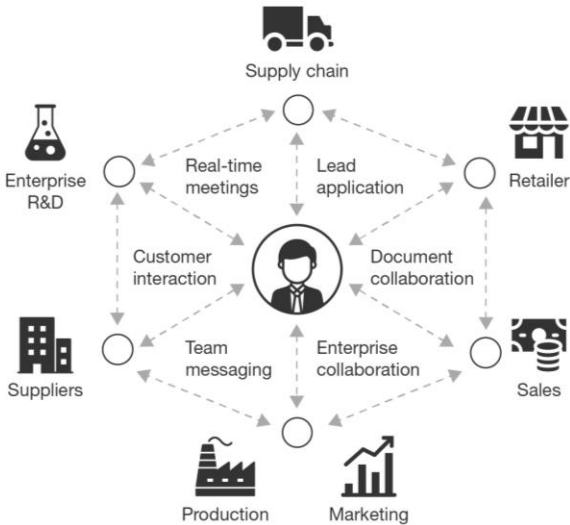 Supply chain
Enterprise
R&D
Real-time
meetings
Lead
application
Retailer
Customer
interaction
Document
collaboration
Suppliers
Team
messaging
Enterprise
collaboration
Sales
Production
Marketing